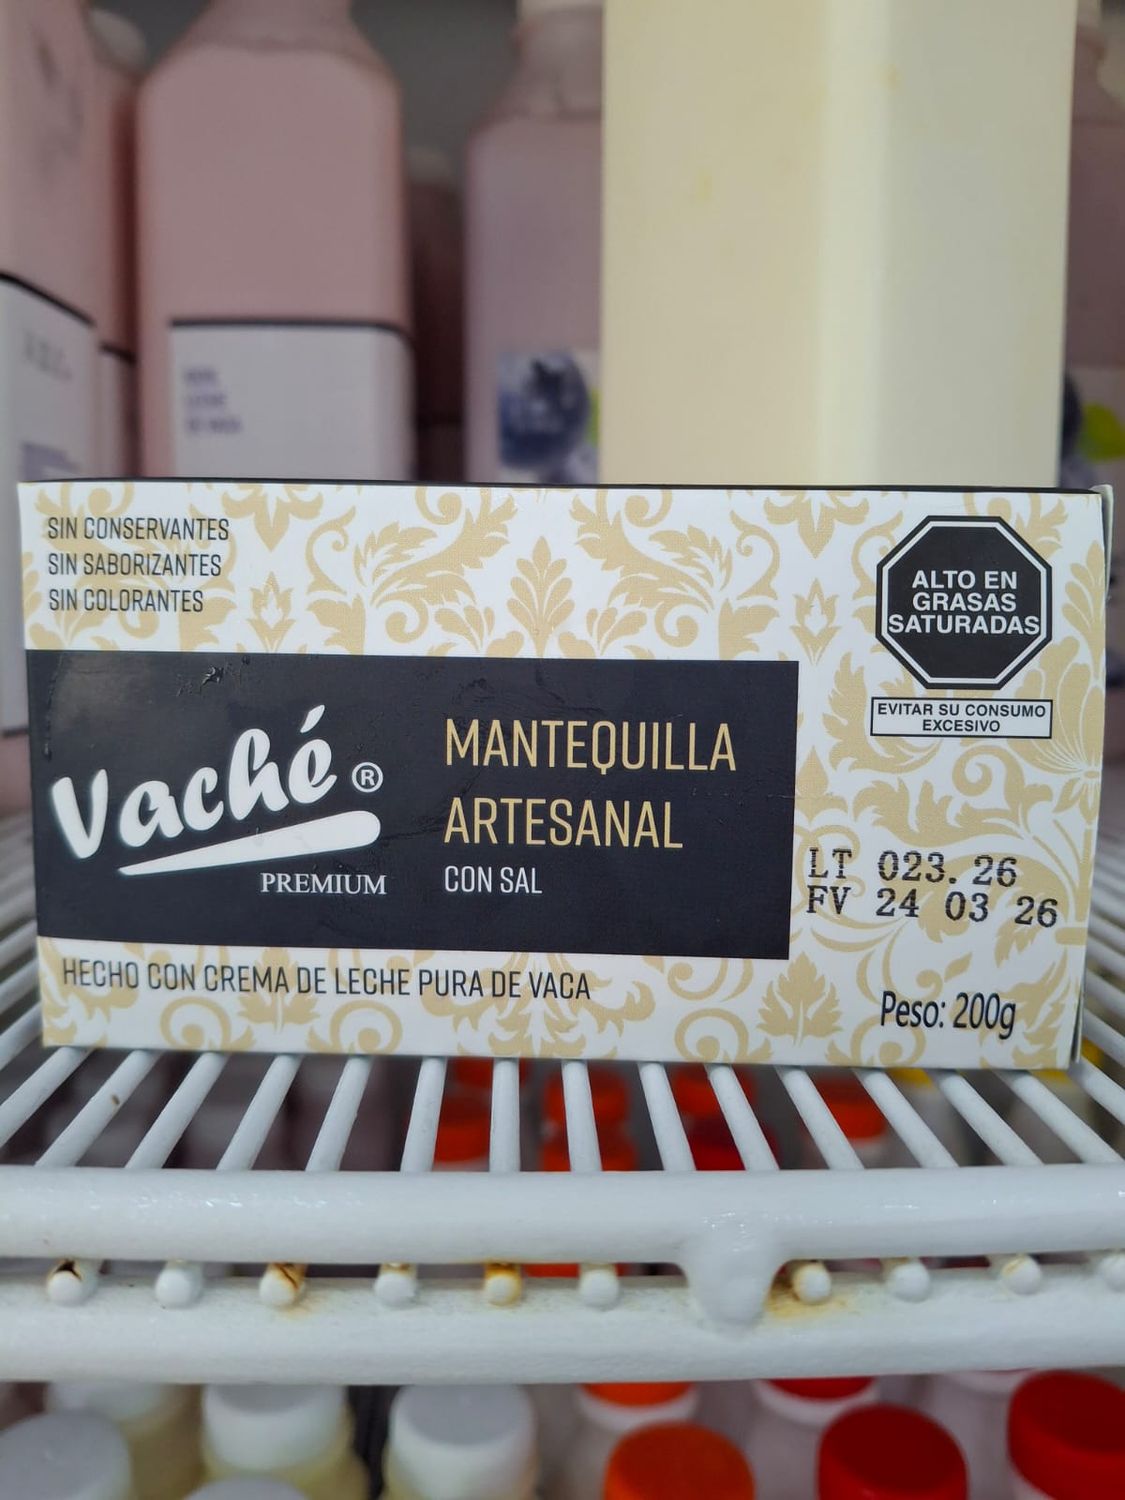 SIN CONSERVANTES
SIN SABORIZANTES
SIN COLORANTES
ALTO EN
GRASAS
SATURADAS
EVITAR SU CONSUMO
EXCESIVO
Vaché ®
PREMIUM
MANTEQUILLA
ARTESANAL
CON SAL
LT 023. 26
FV 24 03 26
HECHO CON CREMA DE LECHE PURA DE VACA
Peso: 200g